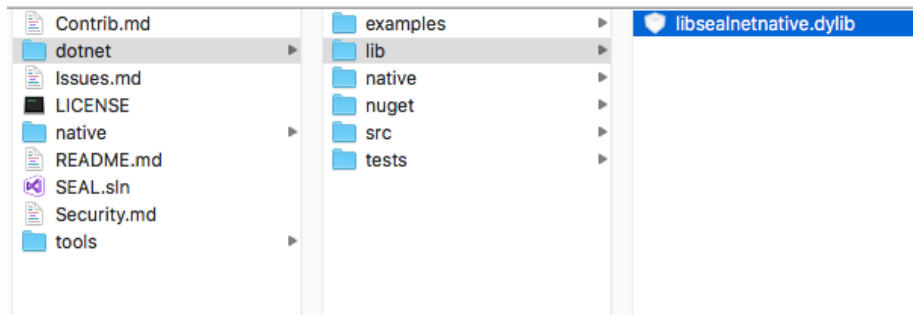 Contrib.md
dotnet
Issues.md
LICENSE
native
README.md
SEAL.sln
Security.md
tools
examples
lib
native
nuget
src
tests
libsealnetnative.dylib